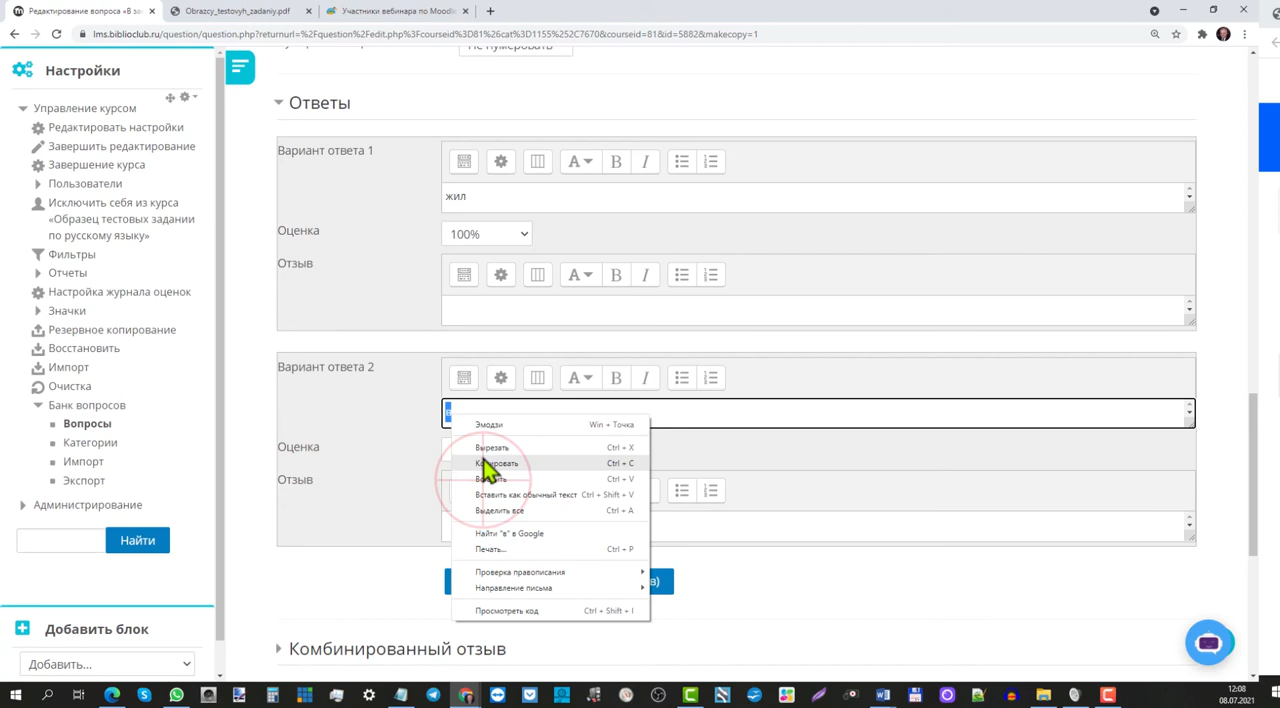 Редактирование вопроса «В за
Obrazcy_testovyh_zadaniy.pdf
Участники вебинара по Moodle
lms.biblioclub.ru/question/question.php?returnurl=%2Fquestion%2Fedit.php%3Fcourseid%3D81%26cat%3D1155%252C7670&courseid=81&id=5882&makecopy=1
Настройки
Управление курсом
Редактировать настройки
Завершить редактирование
Завершение курса
Пользователи
Исключить себя из курса
«Образец тестовых задании
по русскому языку»
Фильтры
Отчеты
Настройка журнала оценок
Значки
Резервное копирование
Восстановить
Импорт
Очистка
Банк вопросов
Вопросы
Категории
Импорт
Экспорт
Администрирование
Найти
Добавить блок
Добавить...
Не нумеровать
Ответы
Вариант ответа 1
жил
Оценка
100%
Отзыв
Вариант ответа 2
Оценка
Отзыв
Эмодзи Win + Точка
Вырезать Ctrl + X
Копировать Ctrl + C
Ctrl + V
Вставить как обычный текст Ctrl + Shift + V
Выделить все Ctrl + A
Найти "в" в Google
Печать... Ctrl + P
Проверка правописания
Направление письма
Просмотреть код Ctrl + Shift + I
Комбинированный отзыв
12:08
08.07.2021